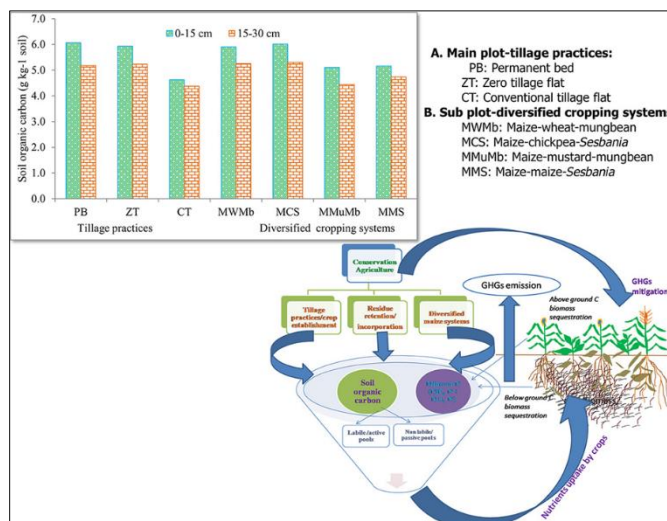 0-15 cm
15-30 cm
Soil organic carbon (g kg-1 soil)
7.0
6.0
5.0
4.0
3.0
2.0
1.0
0.0
PB
ZT
CT
MWMb
MCS
MMuMb
MMS
Tillage practices
Diversified cropping systems
A. Main plot-tillage practices:
PB: Permanent bed
ZT: Zero tillage flat
CT: Conventional tillage flat
B. Sub plot-diversified cropping systems
MWMb: Maize-wheat-mungbean
MCS: Maize-chickpea-Sesbania
MMuMb: Maize-mustard-mungbean
MMS: Maize-maize-Sesbania
Conservation
Agriculture
GHGs emission
GHGs
mitigation
Tillage
practices/crop
establishment
Residue
retention/
incorporation
Diversified
maize systems
Above ground C
biomass
sequestration
Soil
organic
carbon
Below ground C
biomass
sequestration
Labile/active
pools
Non labile/
passive pools
Nutrients uptake by crops